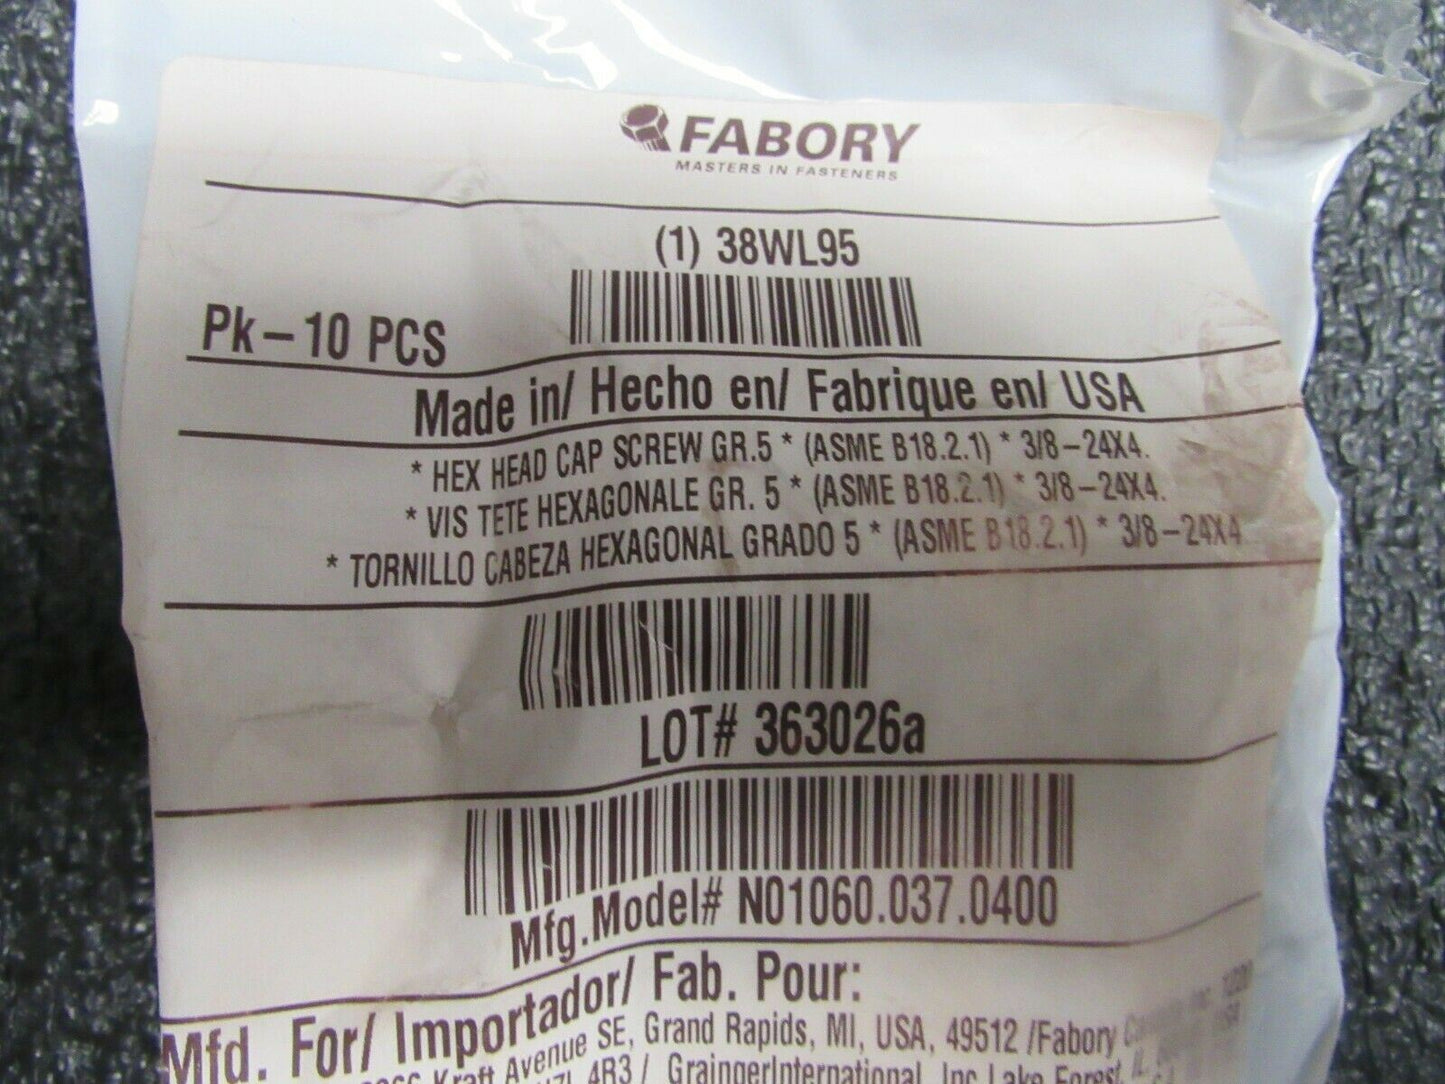 FABORY
MASTERS IN FASTENERS
(1) 38WL95
Pk-10 PCS
Made in/ Hecho en/ Fabrique en/ USA
* HEX HEAD CAP SCREW GR.5 * (ASME B18.2.1) * 3/8-24X4.
* VIS TETE HEXAGONALE GR. 5 * (ASME B18.2.1) * 3/8-24X4.
* TORNILLO CABEZA HEXAGONAL GRADO 5 * (ASME B18.2.1) * 3/8-24X4
LOT# 363026a
Mfg.Model# N01060.037.0400
Mfd. For/ Importador/ Fab. Pour:
Kraft Avenue SE, Grand Rapids, MI, USA, 49512 /Fabory
4R3 / GraingerInternational, Inc Lake Forest, IL